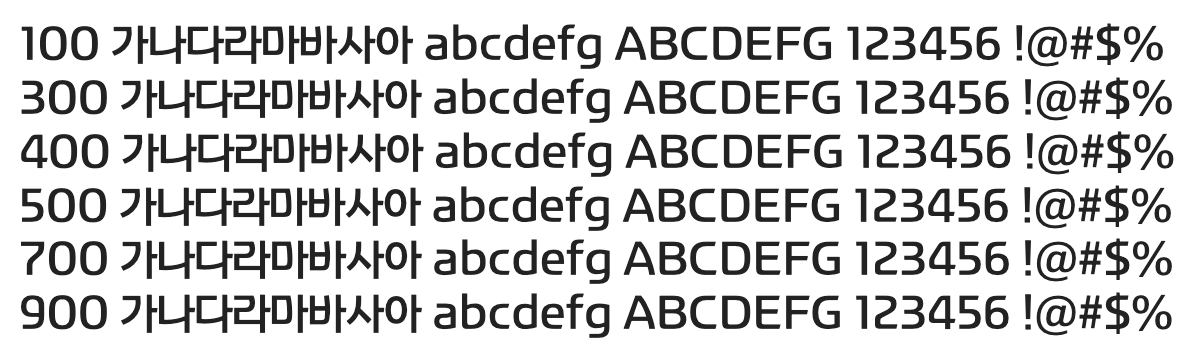 100 가나다라마바사아 abcdefg ABCDEFG 123456 !@#$%
300 가나다라마바사아 abcdefg ABCDEFG 123456 !@#$%
400 가나다라마바사아 abcdefg ABCDEFG 123456 !@#$%
500 가나다라마바사아 abcdefg ABCDEFG 123456 !@#$%
700 가나다라마바사아 abcdefg ABCDEFG 123456 !@#$%
900 가나다라마바사아 abcdefg ABCDEFG 123456 !@#$%